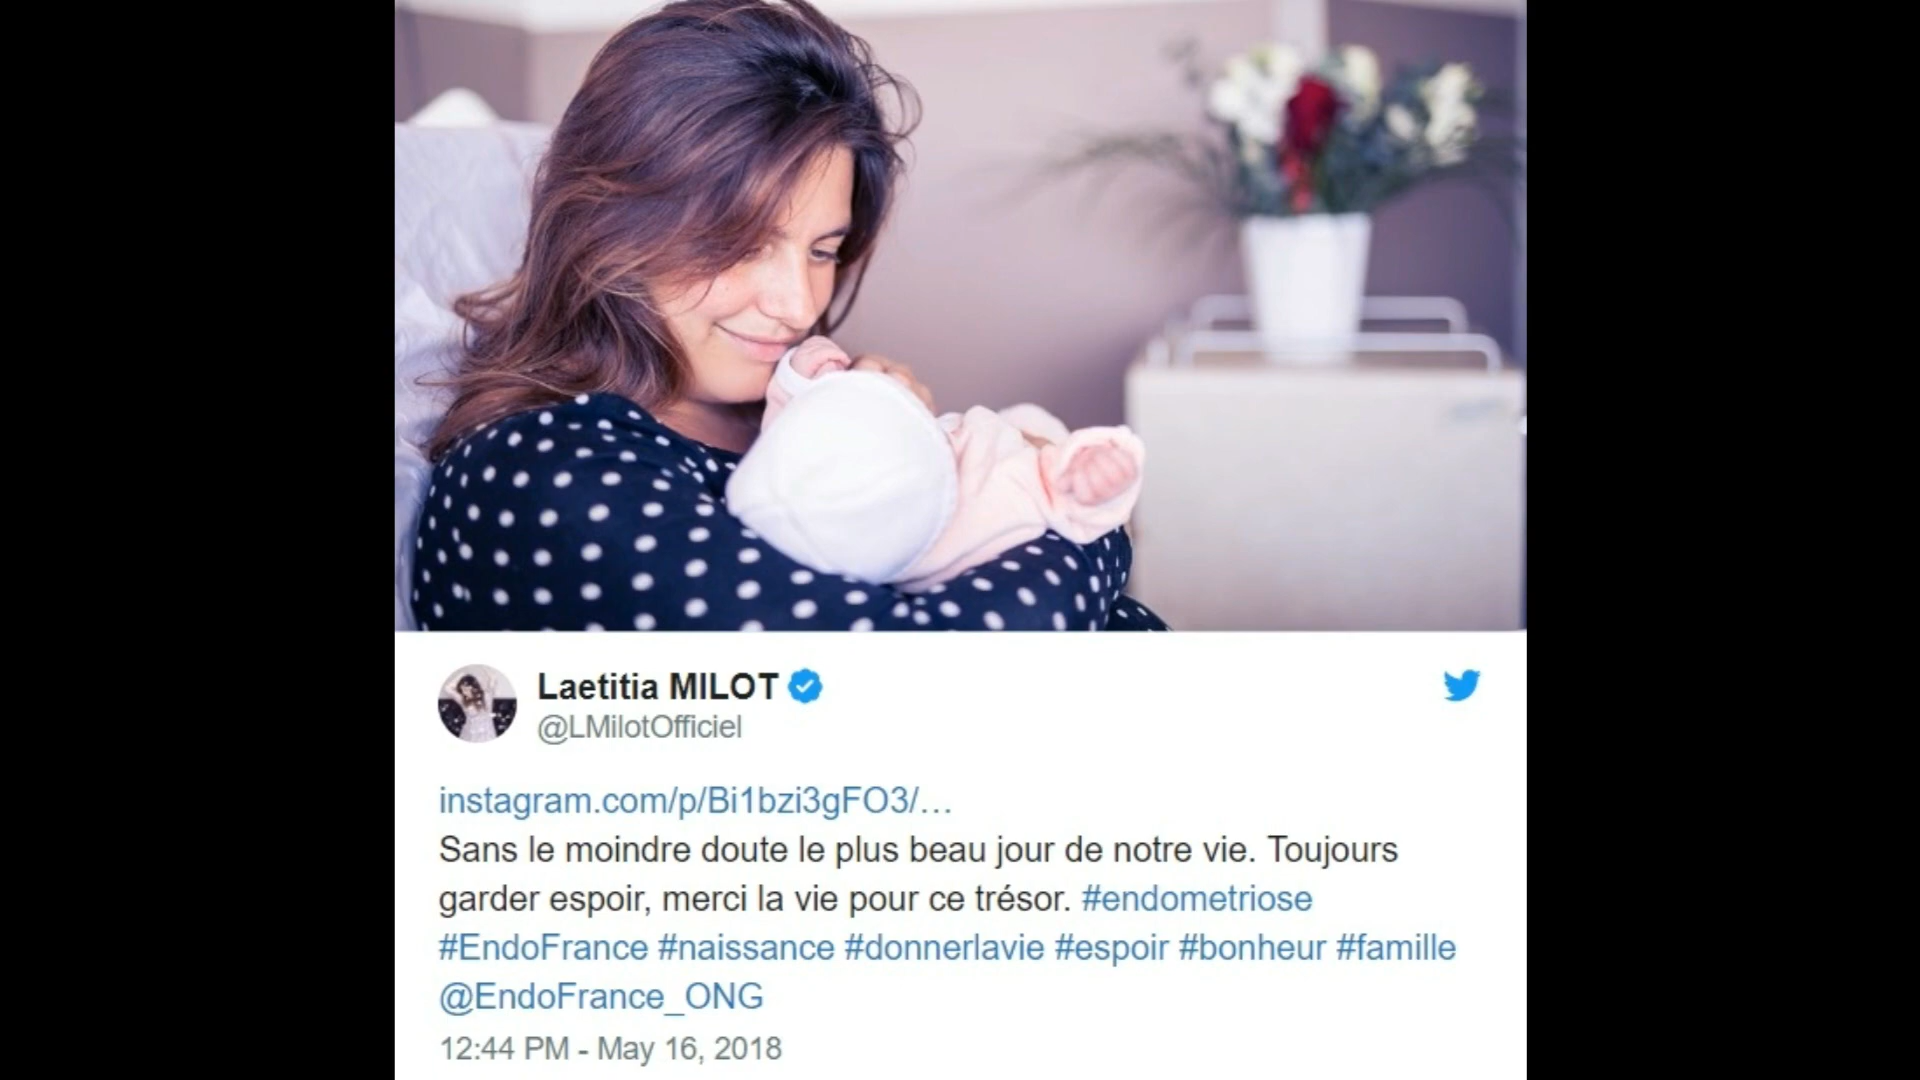 Laetitia MILOT
@LMilotOfficiel
instagram.com/p/Bi1bzi3gFO3/…
Sans le moindre doute le plus beau jour de notre vie. Toujours
garder espoir, merci la vie pour ce trésor. #endometriose
#EndoFrance #naissance #donnerlavie #espoir #bonheur #famille
@EndoFrance_ONG
12:44 PM - May 16, 2018